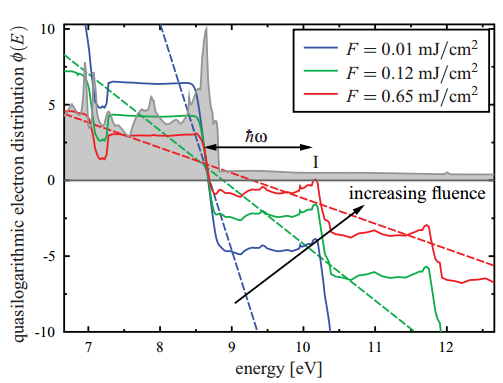 quasilogarithmic electron distribution ϕ(E)
10
5
0
-5
-10
F = 0.01 mJ/cm²
F = 0.12 mJ/cm²
F = 0.65 mJ/cm²
ħω
I
increasing fluence
7 8 9 10 11 12
energy [eV]